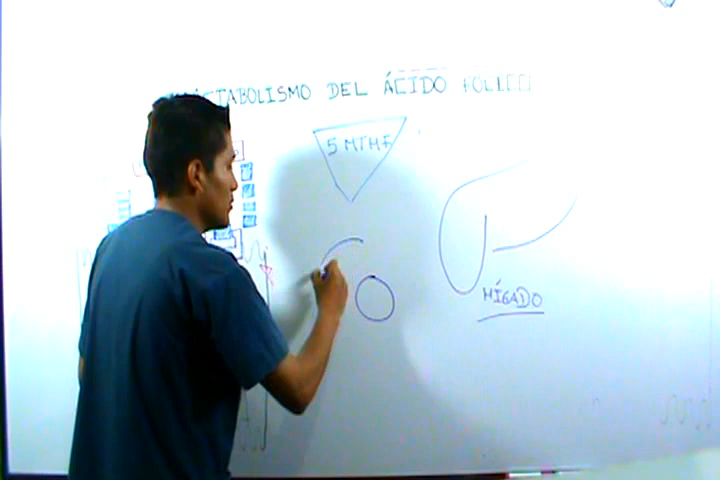 METABOLISMO DEL ÁCIDO FÓLICO
5 MTHF
HÍGADO